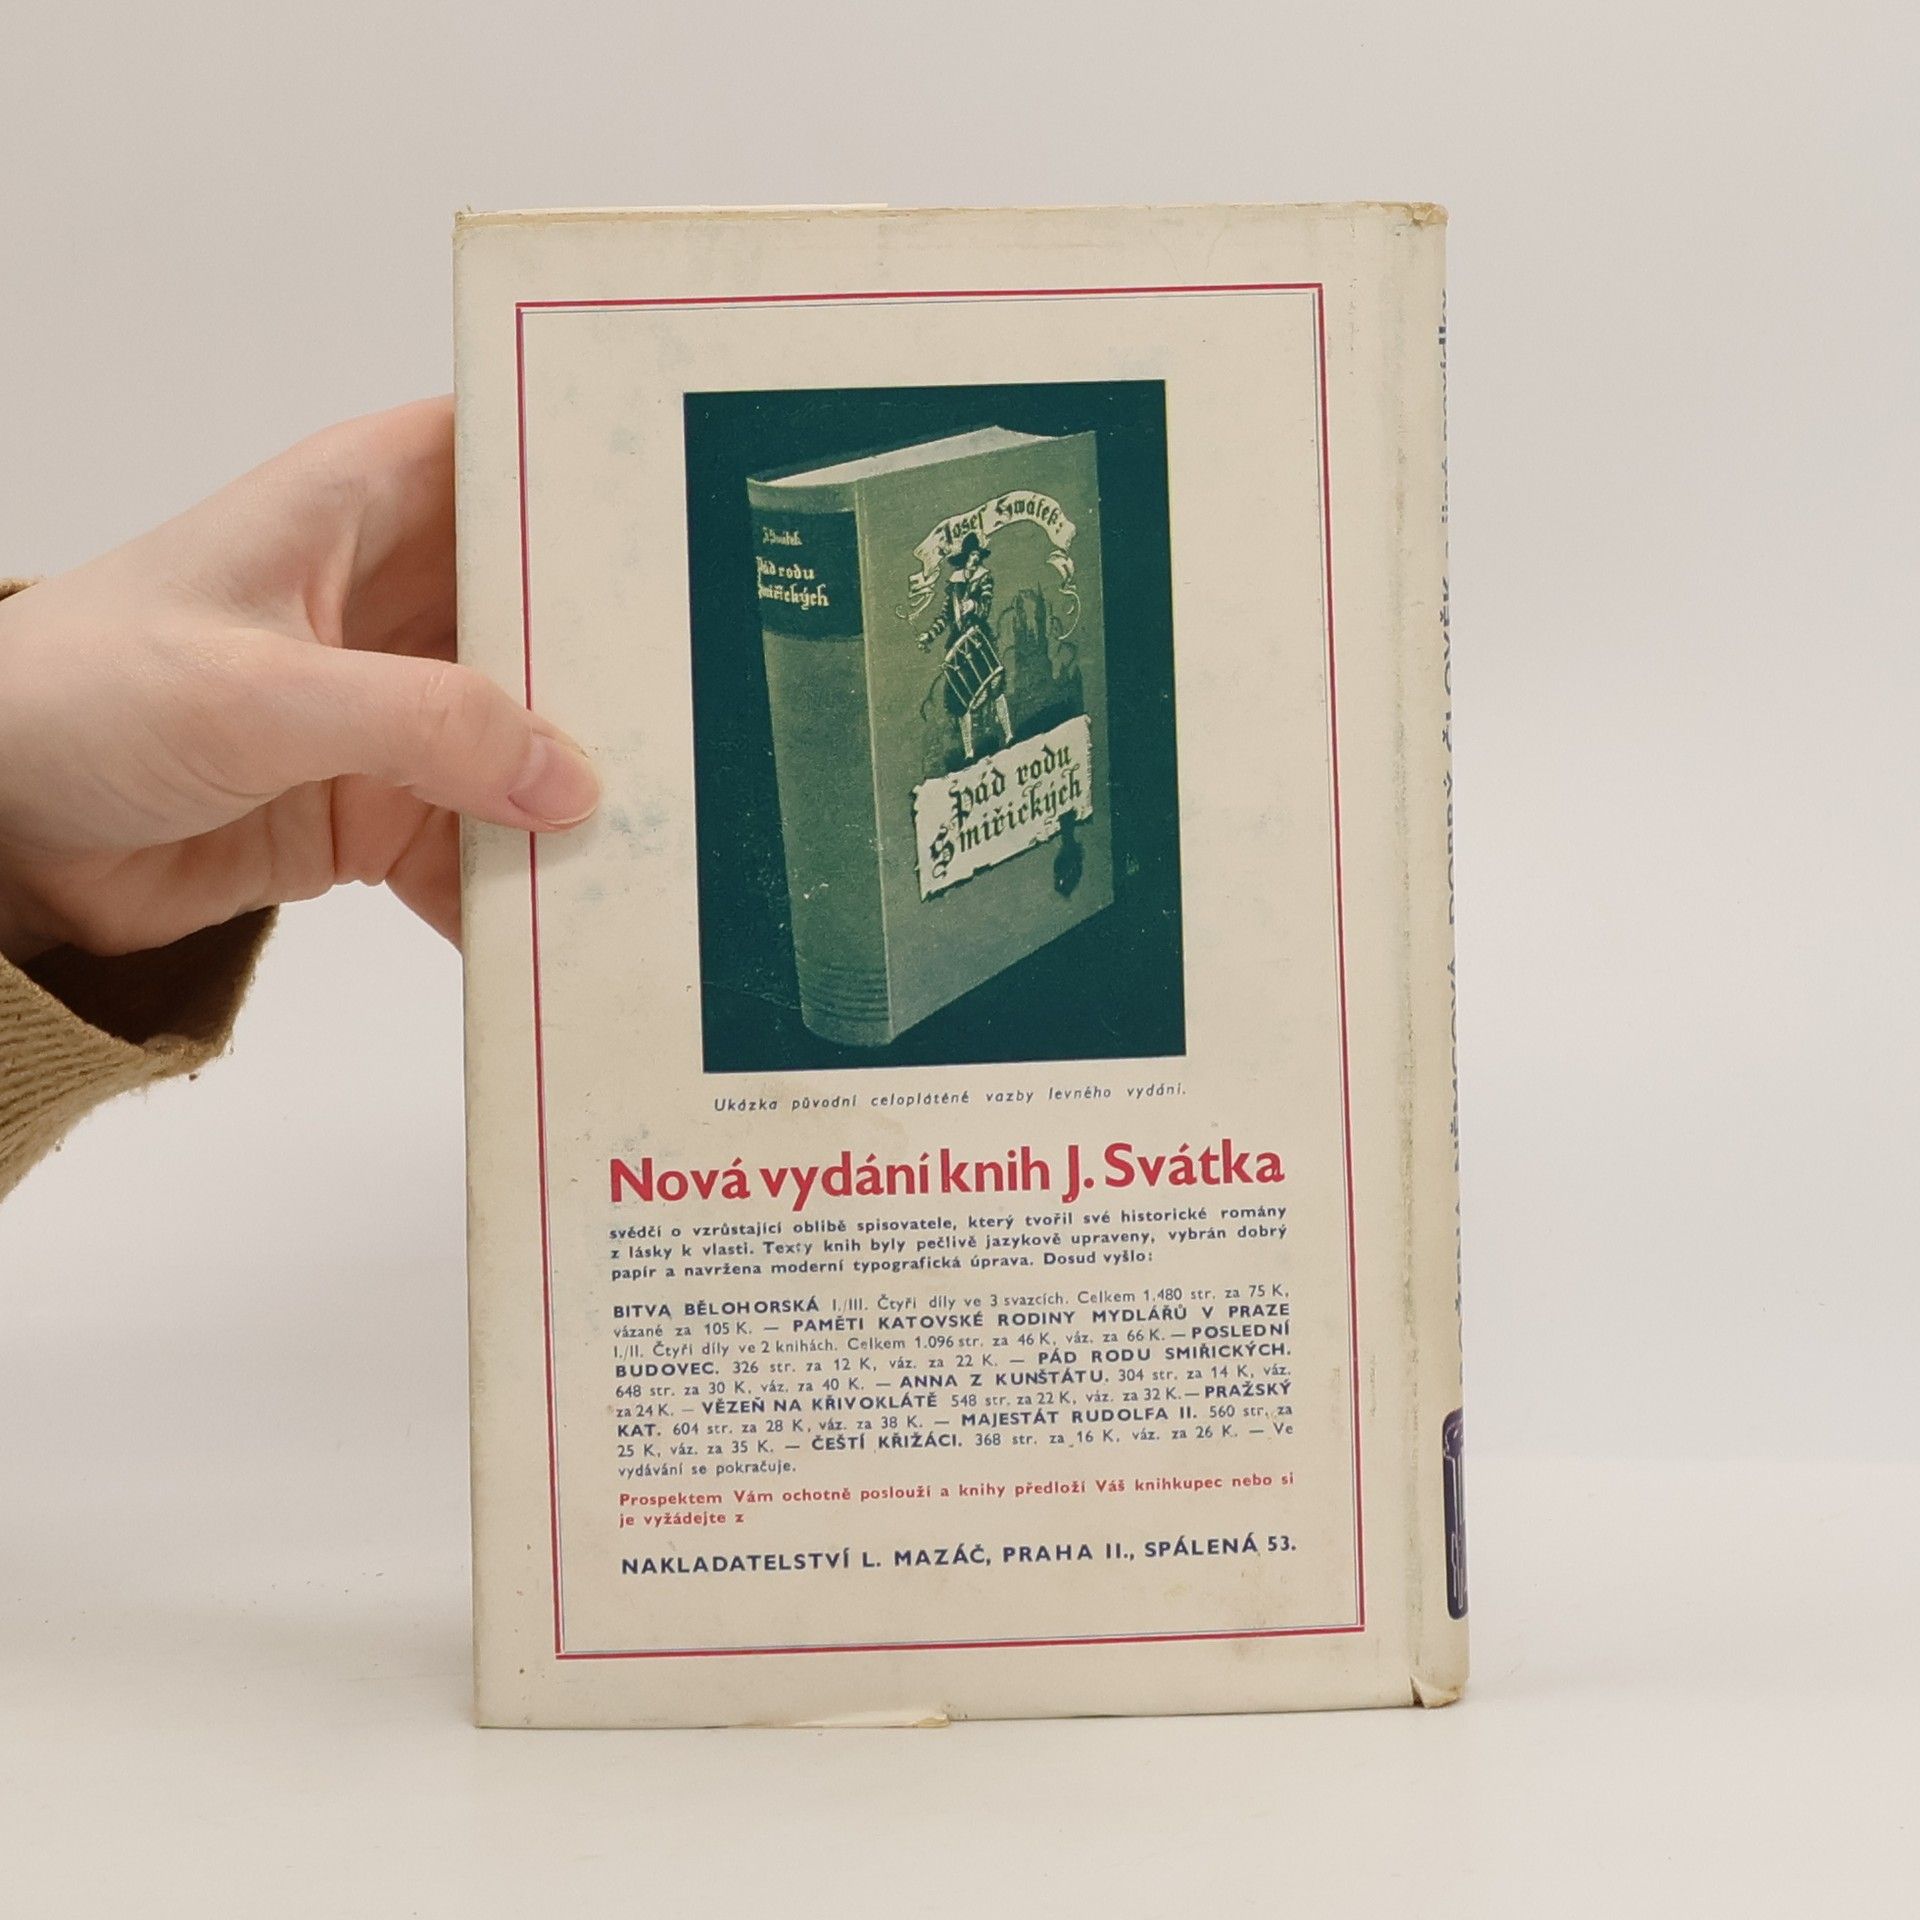 Josef Svátek:
J. Svátek
Pád rodu
Smiřických
Pád rodu
Smiřických
Ukázka původní celoplátěné vazby levného vydání.
Nová vydání knih J. Svátka
svědčí o vzrůstající oblibě spisovatele, který tvořil své historické romány
z lásky k vlasti. Texty knih byly pečlivě jazykově upraveny, vybrán dobrý
papír a navržena moderní typografická úprava. Dosud vyšlo:
BITVA BĚLOHORSKÁ I./III. Čtyři díly ve 3 svazcích. Celkem 1.480 str. za 75 K,
vázané za 105 K. — PAMĚTI KATOVSKÉ RODINY MYDLÁŘŮ V PRAZE
I./II. Čtyři díly ve 2 knihách. Celkem 1.096 str. za 46 K, váz. za 66 K. — POSLEDNÍ
BUDOVEC. 326 str. za 12 K, váz. za 22 K. — PÁD RODU SMIŘICKÝCH.
648 str. za 30 K, váz. za 40 K. — ANNA Z KUNŠTÁTU. 304 str. za 14 K, váz.
za 24 K. — VĚZEŇ NA KŘIVOKLÁTĚ 548 str. za 22 K, váz. za 32 K. — PRAŽSKÝ
KAT. 604 str. za 28 K, váz. za 38 K. — MAJESTÁT RUDOLFA II. 560 str. za
25 K, váz. za 35 K. — ČEŠTÍ KŘIŽÁCI. 368 str. za 16 K, váz. za 26 K. — Ve
vydávání se pokračuje.
Prospektem Vám ochotně poslouží a knihy předloží Váš knihkupec nebo si
je vyžádejte z
NAKLADATELSTVÍ L. MAZÁČ, PRAHA II., SPÁLENÁ 53.
NĚMCOVÁ DOBRÝ ČLOVĚK